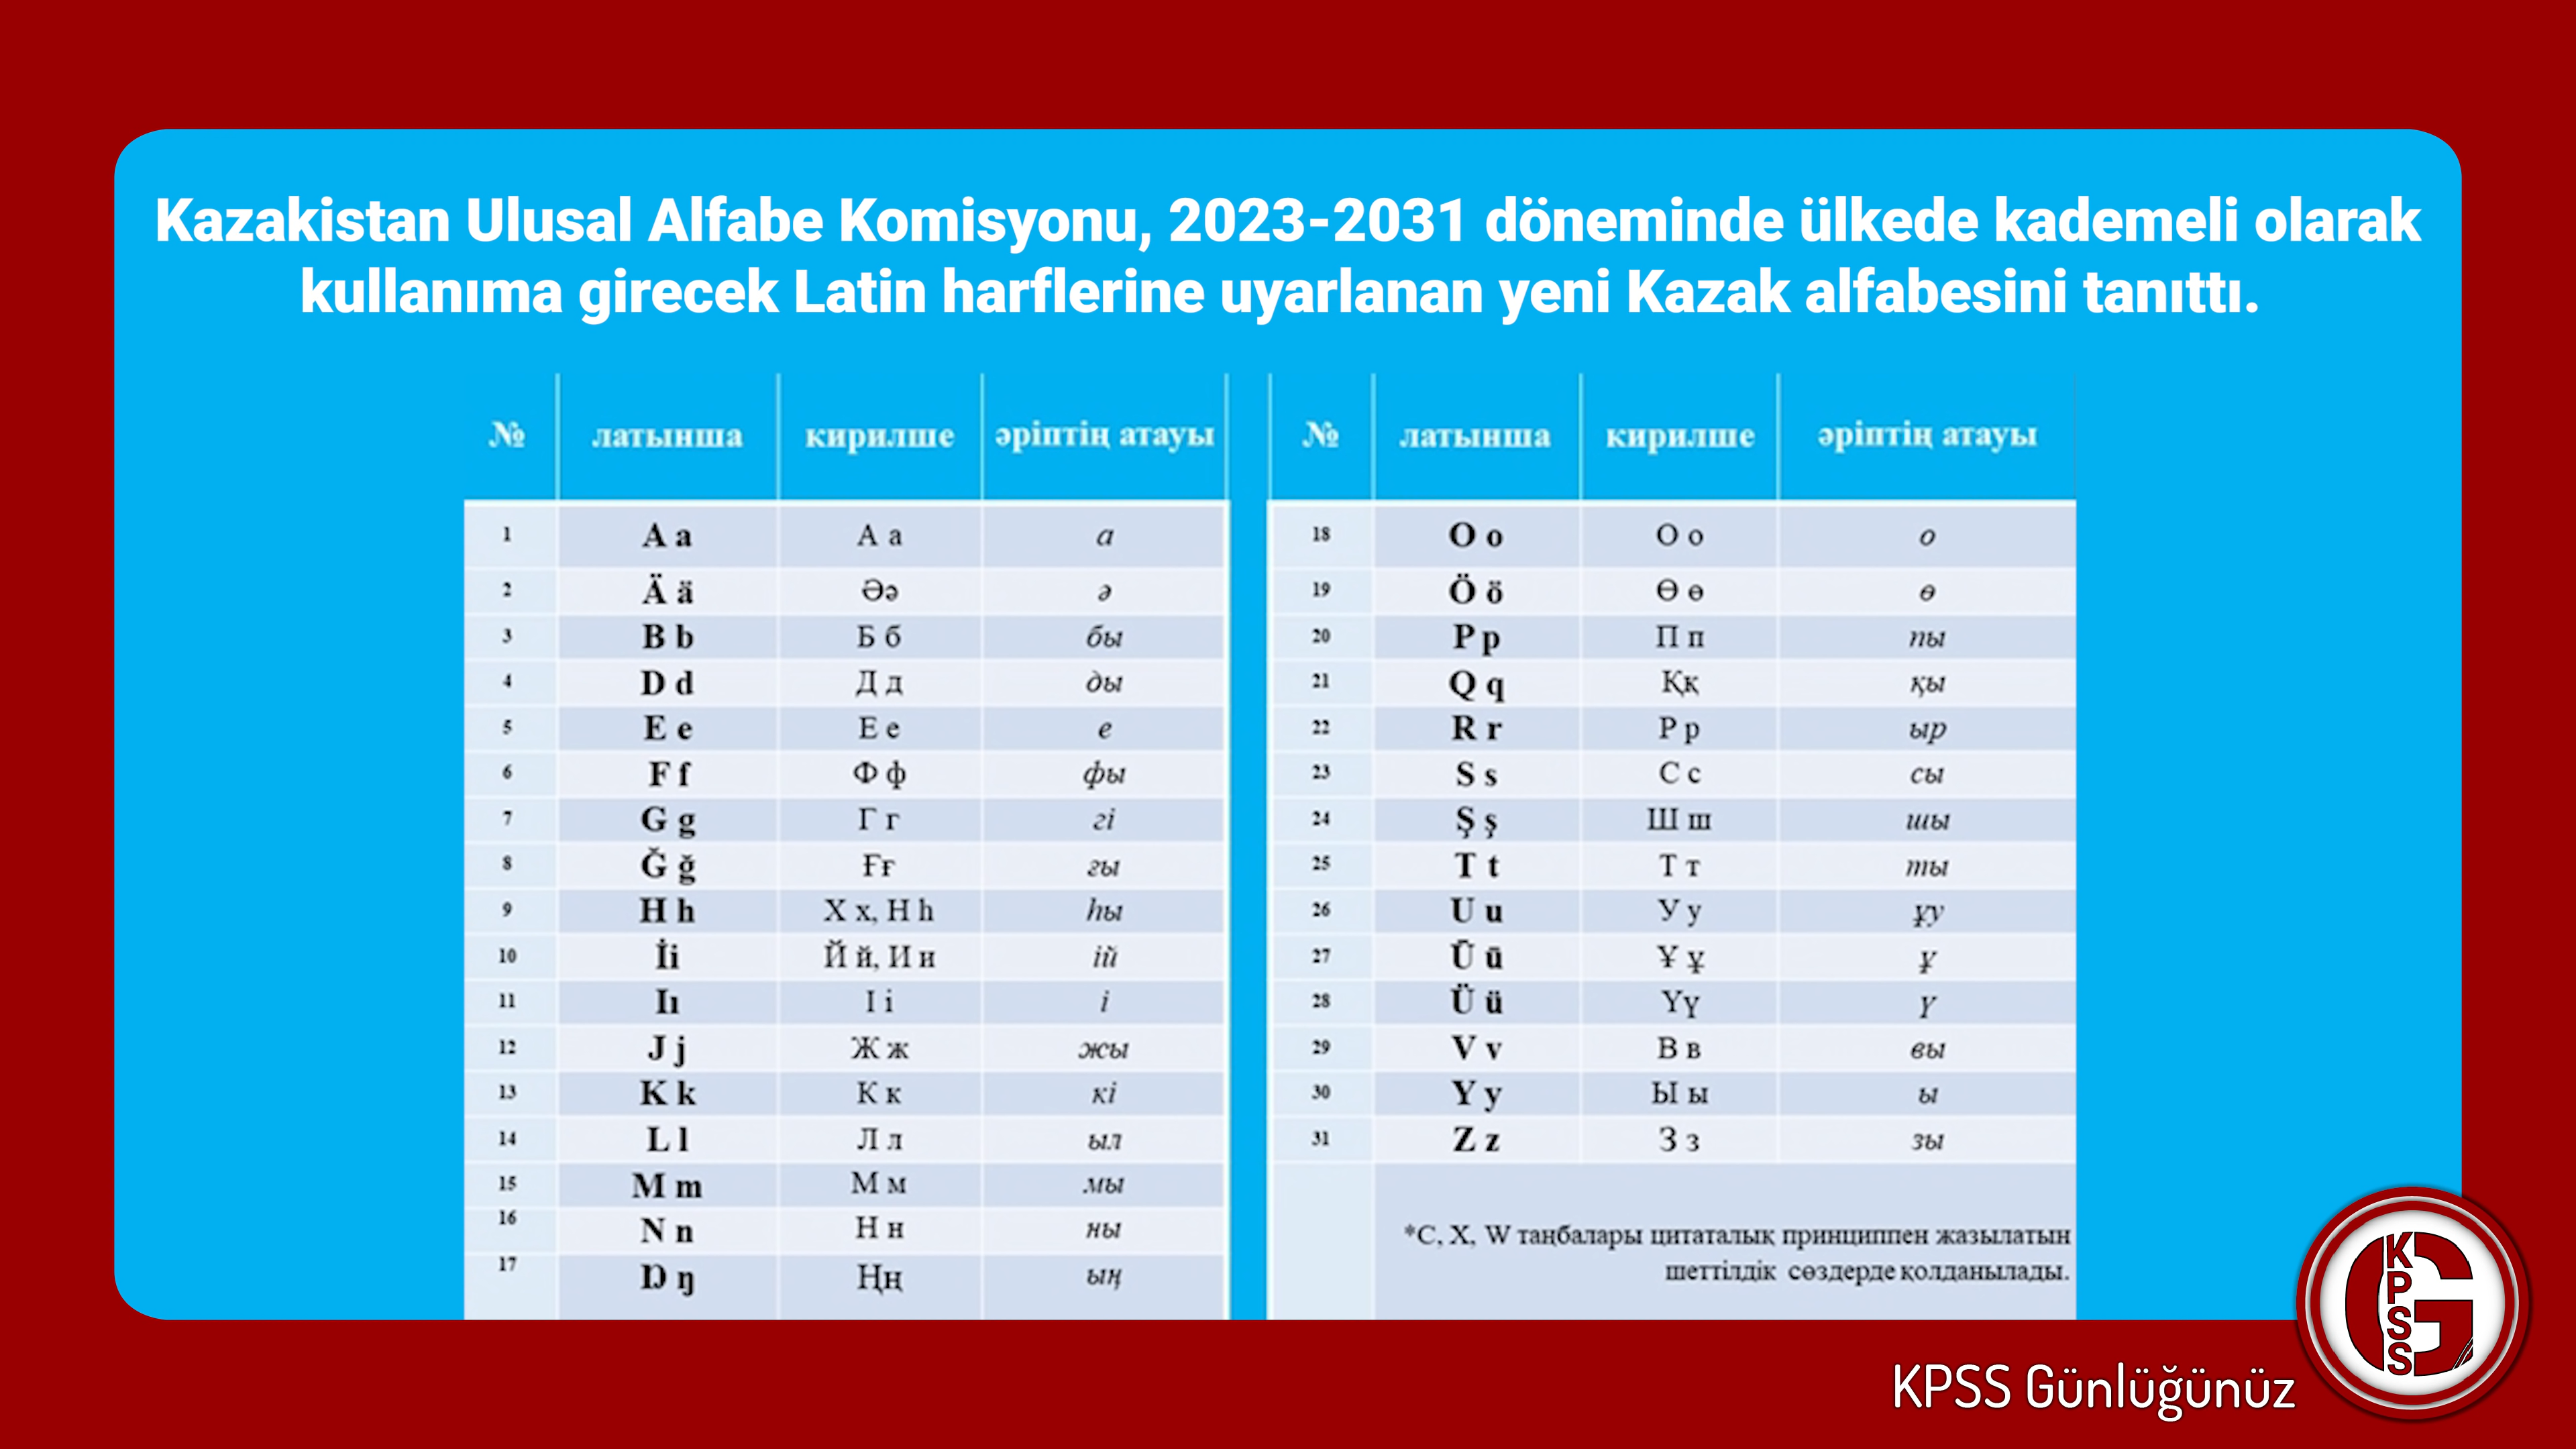 Kazakistan Ulusal Alfabe Komisyonu, 2023-2031 döneminde ülkede kademeli olarak
kullanıma girecek Latin harflerine uyarlanan yeni Kazak alfabesini tanıttı.
№ латынша кирилше әріптің атауы
1 A a А а а
2 Ä ä Әә ә
3 B b Б б бы
4 D d Д д ды
5 E e Е е е
6 F f Ф ф фы
7 G g Г г гі
8 Ğ ğ Ғғ ғы
9 H h Х х, Һ һ һы
10 İi Й й, И и ій
11 Iı І і і
12 J j Ж ж жы
13 K k К к кі
14 L l Л л ыл
15 M m М м мы
16 N n Н н ны
17 Ŋ ŋ Ңң ың
№ латынша кирилше әріптің атауы
18 O o О о о
19 Ö ö Ө ө ө
20 P p П п пы
21 Q q Ққ қы
22 R r Р р ыр
23 S s С с сы
24 Ş ş Ш ш шы
25 T t Т т ты
26 U u У у ұу
27 Ū ū Ұ ұ ұ
28 Ü ü Үү ү
29 V v В в вы
30 Y y Ы ы ы
31 Z z З з зы
*C, X, W таңбалары цитаталық принциппен жазылатын
шеттілдік сөздерде қолданылады.
KPSS Günlüğünüz
KPSS G